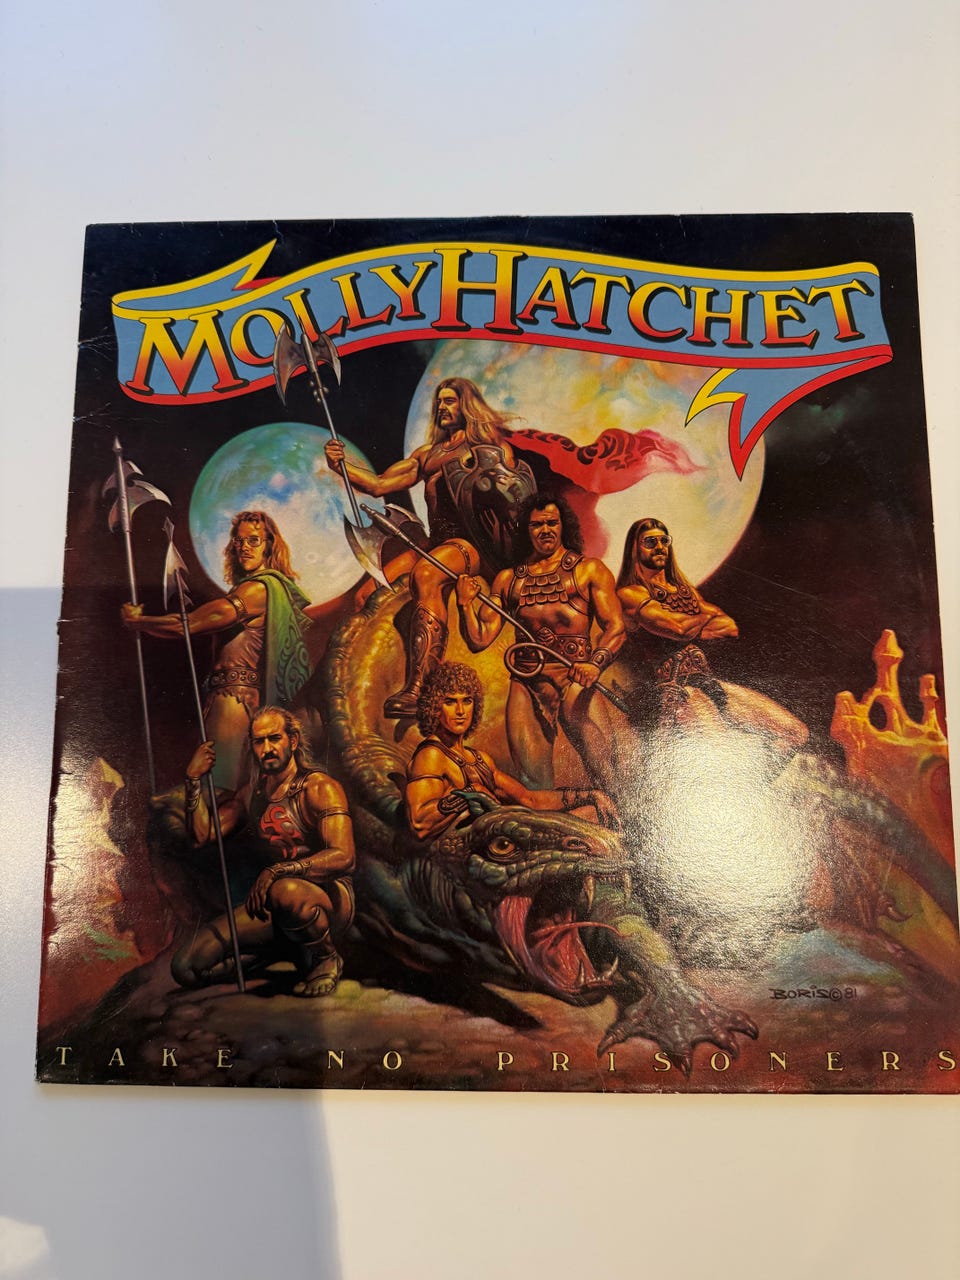 MOLLY HATCHET
BORIS © 81
TAKE NO PRISONERS